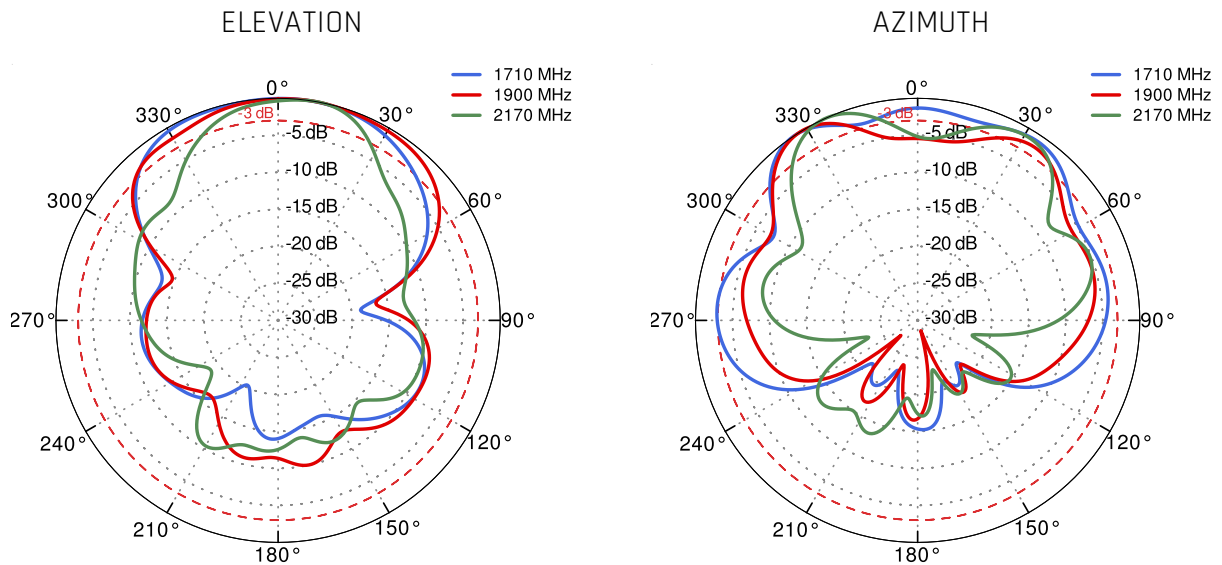 ELEVATION
1710 MHz
1900 MHz
2170 MHz
0°
-3 dB
330°
30°
-5 dB
-10 dB
300°
60°
-15 dB
-20 dB
-25 dB
-30 dB
270°
90°
240°
120°
210°
150°
180°
AZIMUTH
1710 MHz
1900 MHz
2170 MHz
0°
-3 dB
330°
30°
-5 dB
-10 dB
300°
60°
-15 dB
-20 dB
-25 dB
-30 dB
270°
90°
240°
120°
210°
150°
180°